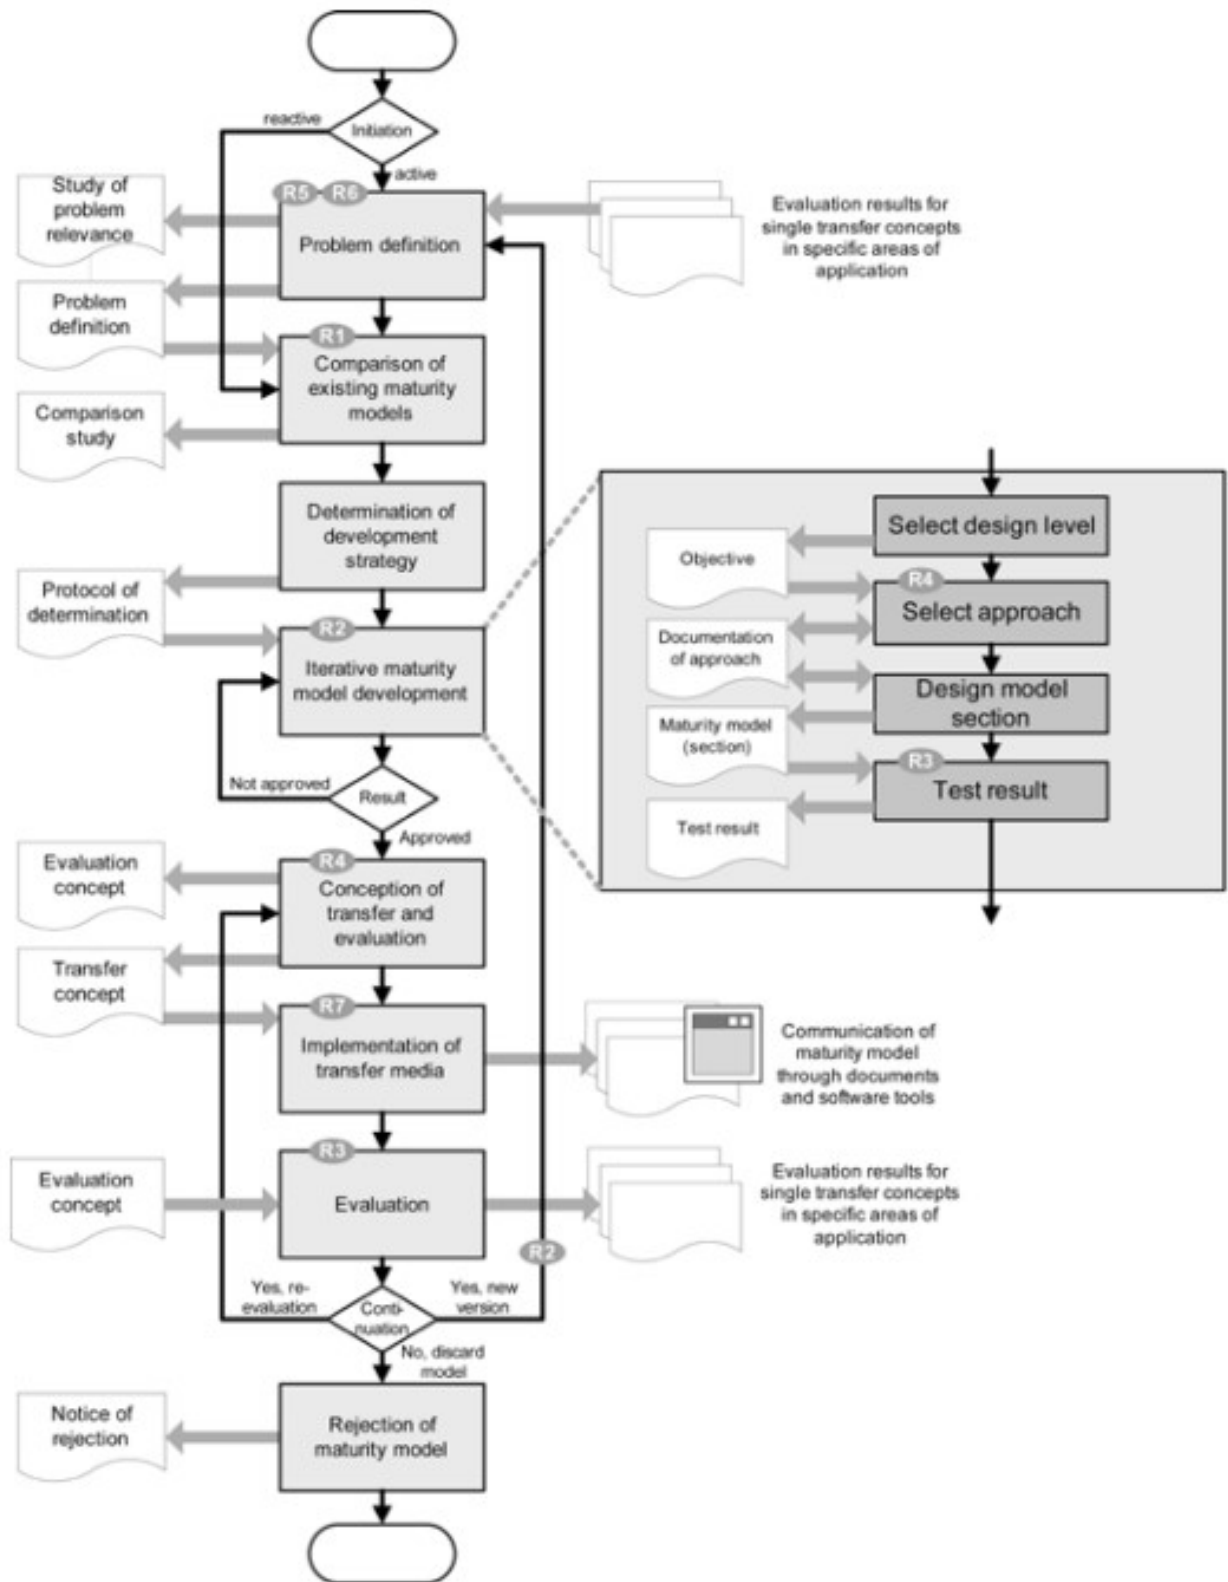 reactive
Initiation
active
Study of
problem
relevance
R5
R6
Problem definition
Evaluation results for
single transfer concepts
in specific areas of
application
Problem
definition
R1
Comparison of
existing maturity
models
Comparison
study
Determination of
development
strategy
Protocol of
determination
R2
Iterative maturity
model development
Select design level
Objective
R4
Select approach
Documentation
of approach
Design model
section
Maturity model
(section)
R3
Test result
Test result
Not approved
Result
Approved
Evaluation
concept
R4
Conception of
transfer and
evaluation
Transfer
concept
R7
Implementation of
transfer media
Communication of
maturity model
through documents
and software tools
R3
Evaluation
concept
Evaluation
Evaluation results for
single transfer concepts
in specific areas of
application
R2
Yes, re-
evaluation
Conti-
nuation
Yes, new
version
No, discard
model
Notice of
rejection
Rejection of
maturity model